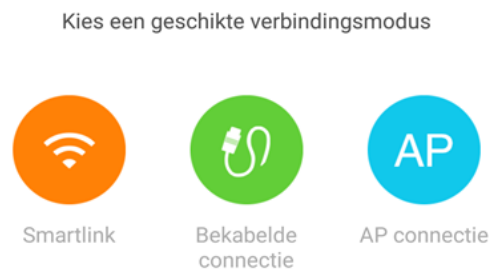 Kies een geschikte verbindingsmodus
AP
Smartlink
Bekabelde
connectie
AP connectie